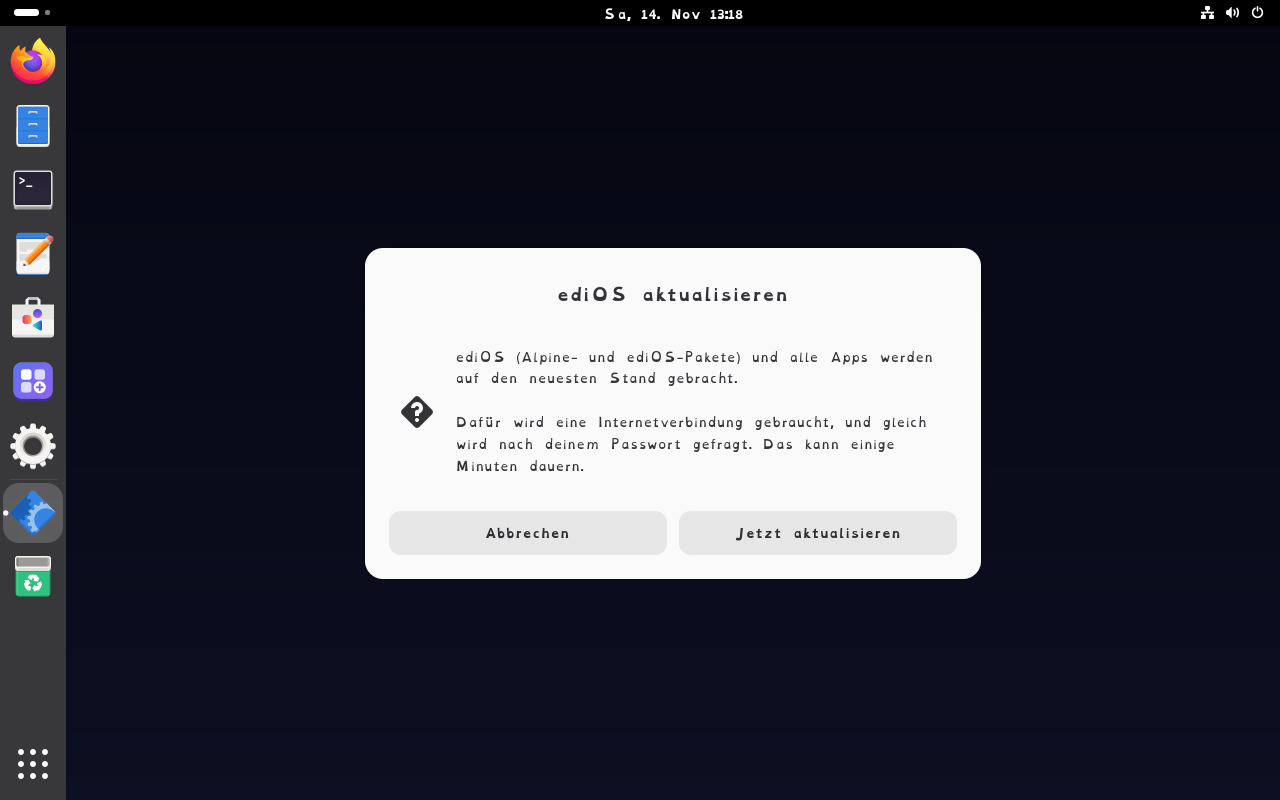 Sa, 14. Nov 13:18
>_
ediOS aktualisieren
ediOS (Alpine- und ediOS-Pakete) und alle Apps werden
auf den neuesten Stand gebracht.
Dafür wird eine Internetverbindung gebraucht, und gleich
wird nach deinem Passwort gefragt. Das kann einige
Minuten dauern.
Abbrechen
Jetzt aktualisieren